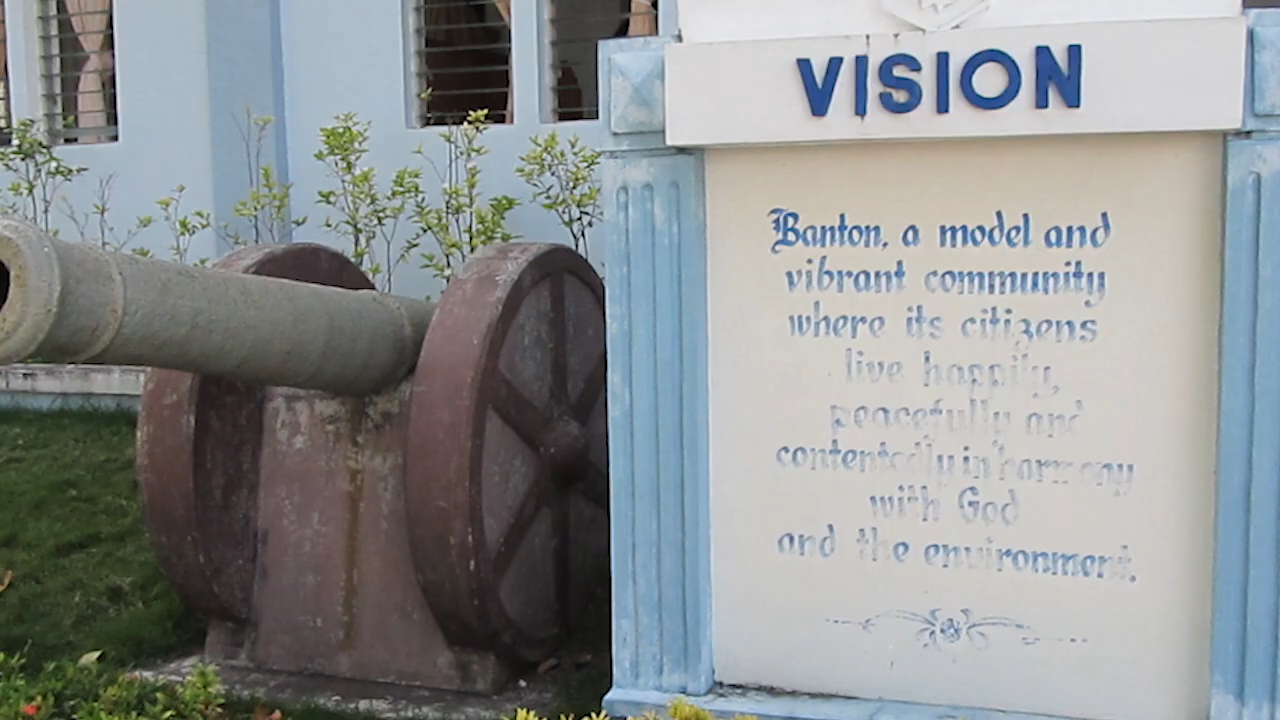 VISION
Banton, a model and
vibrant community
where its citizens
live happily,
peacefully and
contentedly in harmony
with God
and the environment.